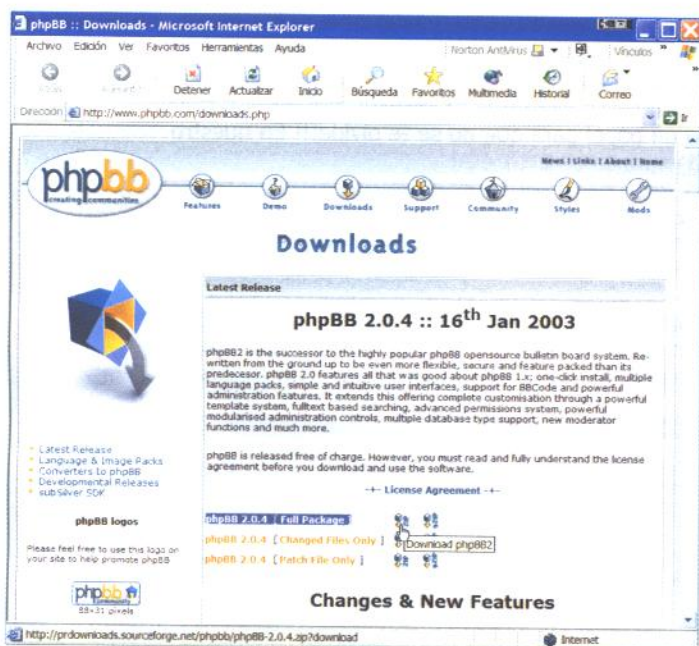 phpBB :: Downloads - Microsoft Internet Explorer
Archivo Edición Ver Favoritos Herramientas Ayuda
Norton AntiVirus
Vínculos »
Detener Actualizar Inicio Búsqueda Favoritos Multimedia Historial Correo
Dirección http://www.phpbb.com/downloads.php
Ir
News | Links | About | Home
phpbb
creating communities
Features Demo Downloads Support Community Styles Mods
Downloads
Latest Release
phpBB 2.0.4 :: 16th Jan 2003
phpBB2 is the successor to the highly popular phpBB opensource bulletin board system. Re-
written from the ground up to be even more flexible, secure and feature packed than its
predecesor. phpBB 2.0 features all that was good about phpBB 1.x; one-click install, multiple
language packs, simple and intuitive user interfaces, support for BBCode and powerful
administration features. It extends this offering complete customisation through a powerful
template system, fulltext based searching, advanced permissions system, powerful
modularised administration controls, multiple database type support, new moderator
functions and much more.
phpBB is released free of charge. However, you must read and fully understand the license
agreement before you download and use the software.
-+- License Agreement -+-
phpBB 2.0.4 [ Full Package ]
phpBB 2.0.4 [ Changed Files Only ]
Download phpBB2
phpBB 2.0.4 [ Patch File Only ]
Changes & New Features
Latest Release
Language & Image Packs
Converters to phpBB
Developmental Releases
subSilver SDK
phpBB logos
Please feel free to use this logo on
your site to help promote phpBB
phpbb
community
88x31 pixels
http://prdownloads.sourceforge.net/phpbb/phpBB-2.0.4.zip?download
Internet